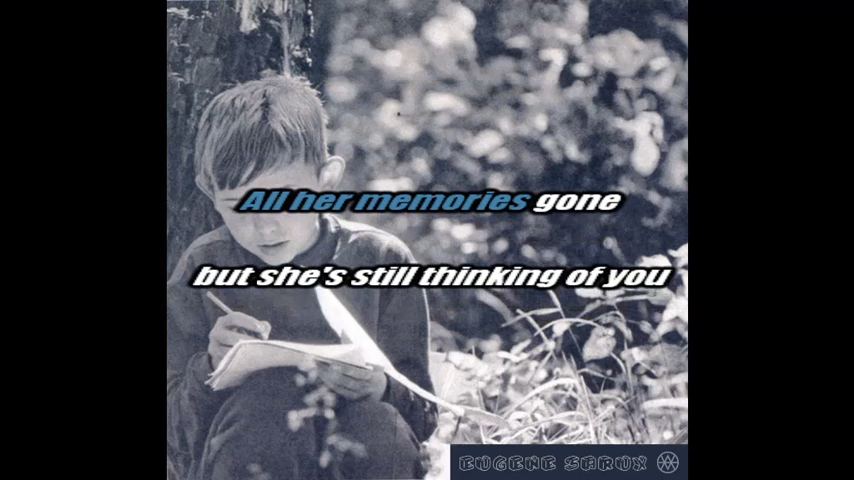 All her memories gone
but she's still thinking of you
EUGENE SARUX